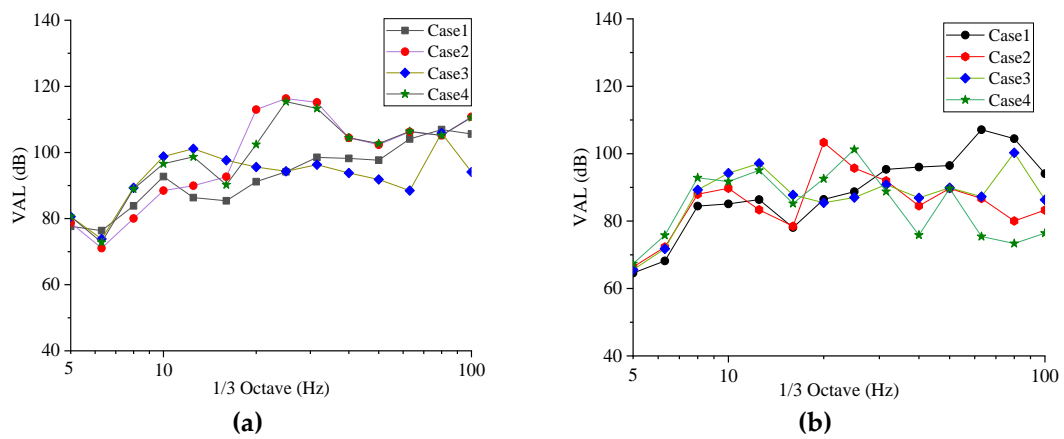 140
120
100
80
60
40
VAL (dB)
5
10
100
1/3 Octave (Hz)
Case1
Case2
Case3
Case4
(a)
140
120
100
80
60
40
VAL (dB)
5
10
100
1/3 Octave (Hz)
Case1
Case2
Case3
Case4
(b)